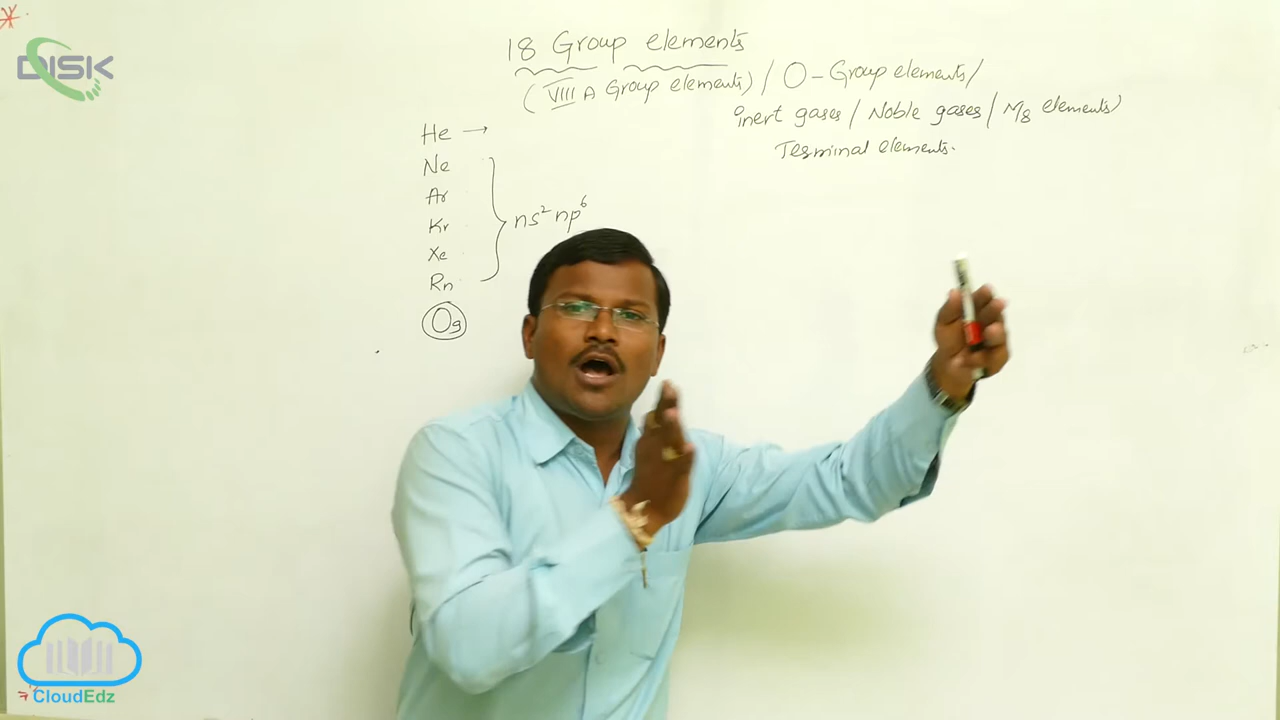 DISK
18 Group elements
(VIII A Group elements) / O-Group elements/
inert gases / Noble gases / M8 elements)
Terminal elements.
He →
Ne
Ar
Kr
Xe
Rn
ns² np⁶
Og
CloudEdz